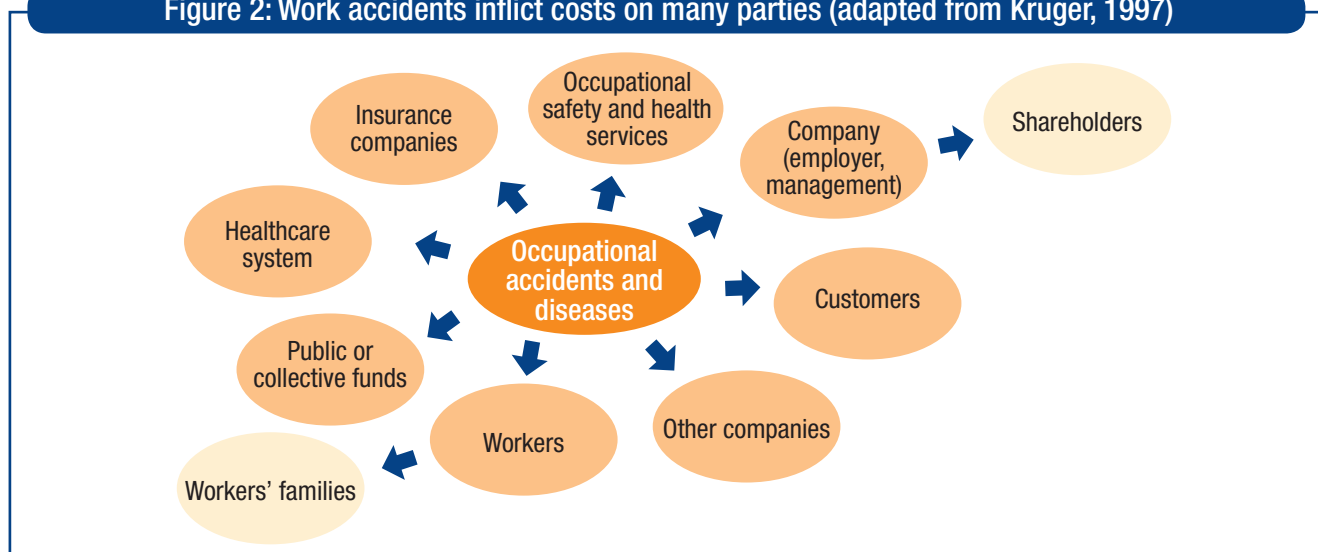 Figure 2: Work accidents inflict costs on many parties (adapted from Kruger, 1997)
Occupational
safety and health
services
Insurance
companies
Company
(employer,
management)
Shareholders
Healthcare
system
Occupational
accidents and
diseases
Customers
Public or
collective funds
Workers
Other companies
Workers’ families